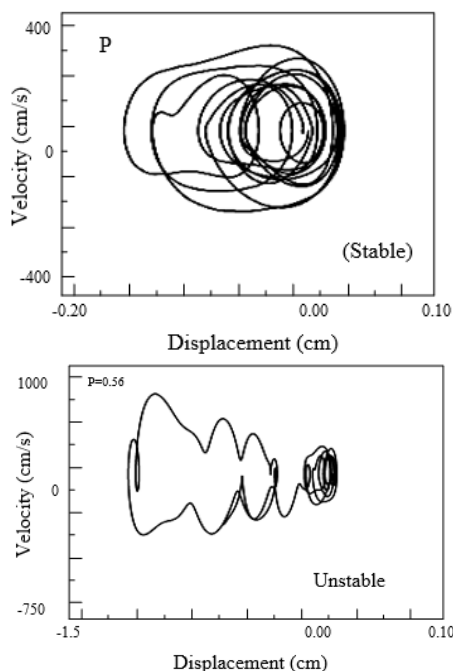 400
P
Velocity (cm/s)
0
(Stable)
-400
-0.20
0.00
0.10
Displacement (cm)
1000
P=0.56
Velocity (cm/s)
0
Unstable
-750
-1.5
0.00
0.10
Displacement (cm)